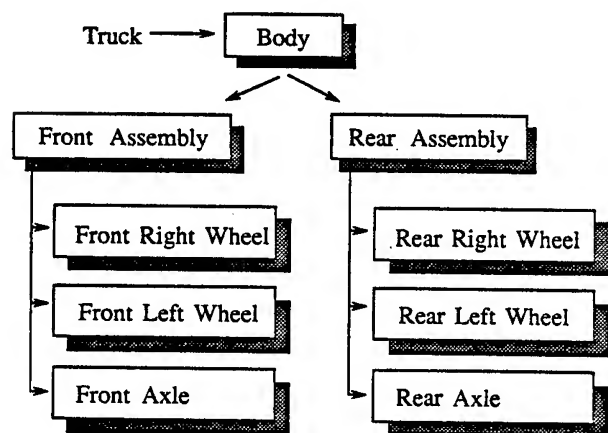 Truck
Body
Front Assembly
Rear Assembly
Front Right Wheel
Rear Right Wheel
Front Left Wheel
Rear Left Wheel
Front Axle
Rear Axle